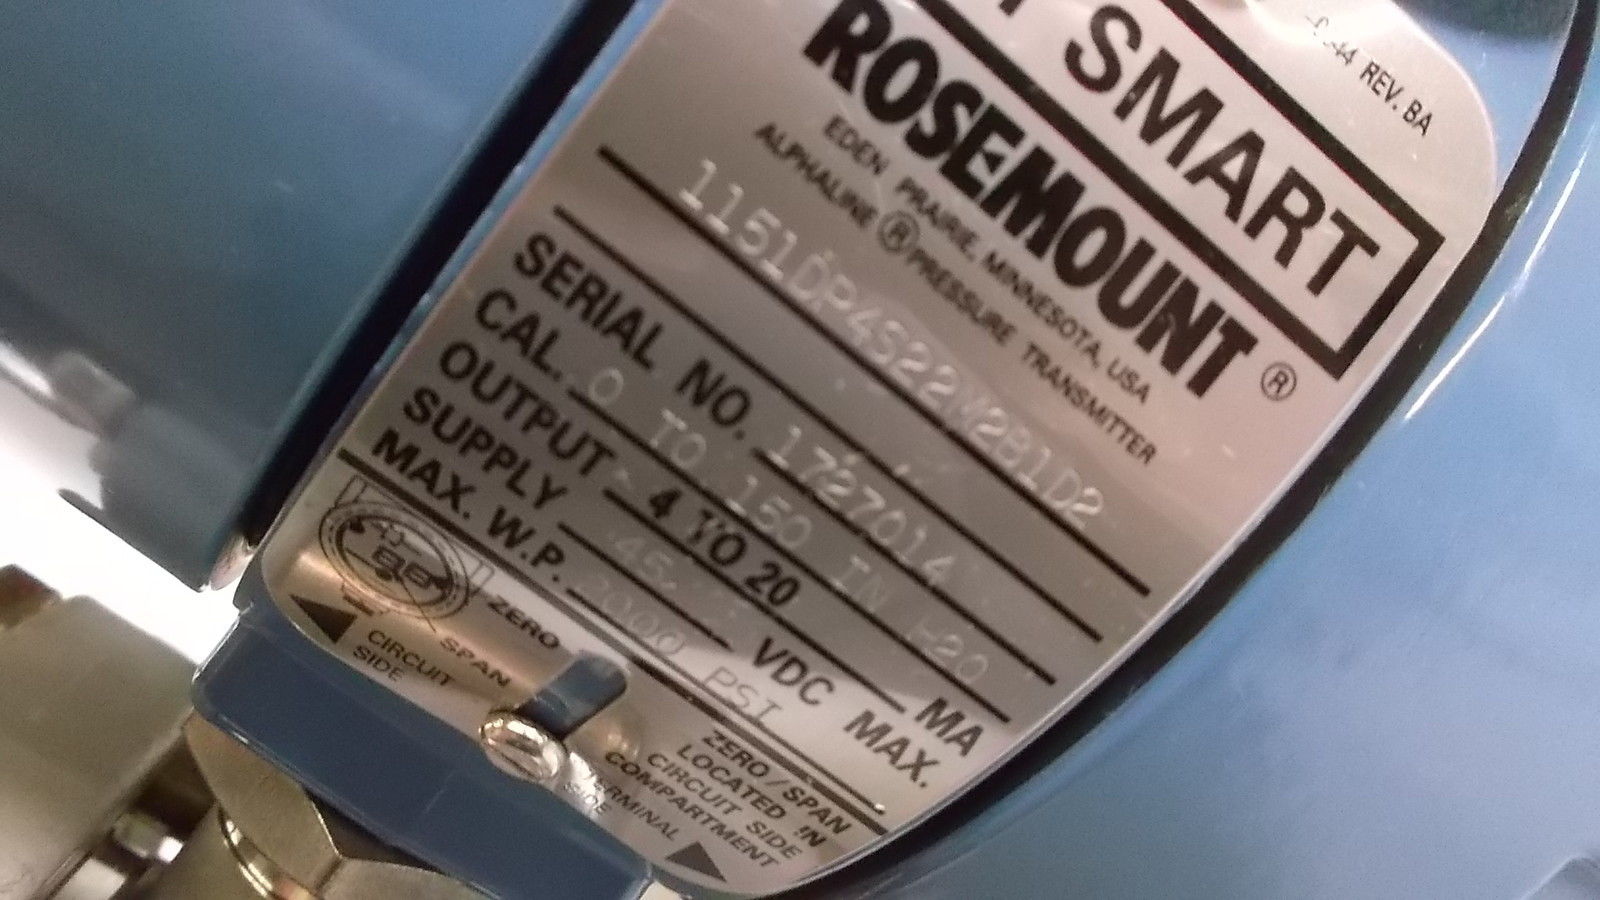 44 REV. BA
SMART
ROSEMOUNT®
EDEN PRAIRIE, MINNESOTA, USA
ALPHALINE ® PRESSURE TRANSMITTER
1151DP4S22M2B1D2
SERIAL NO. 1727014
CAL. 0 TO 150 IN H20
OUTPUT 4 TO 20 MA
SUPPLY 45. VDC MAX.
MAX. W.P. 2000 PSI
ZERO
SPAN
CIRCUIT
SIDE
ZERO/SPAN
LOCATED IN
CIRCUIT SIDE
COMPARTMENT
TERMINAL
SIDE